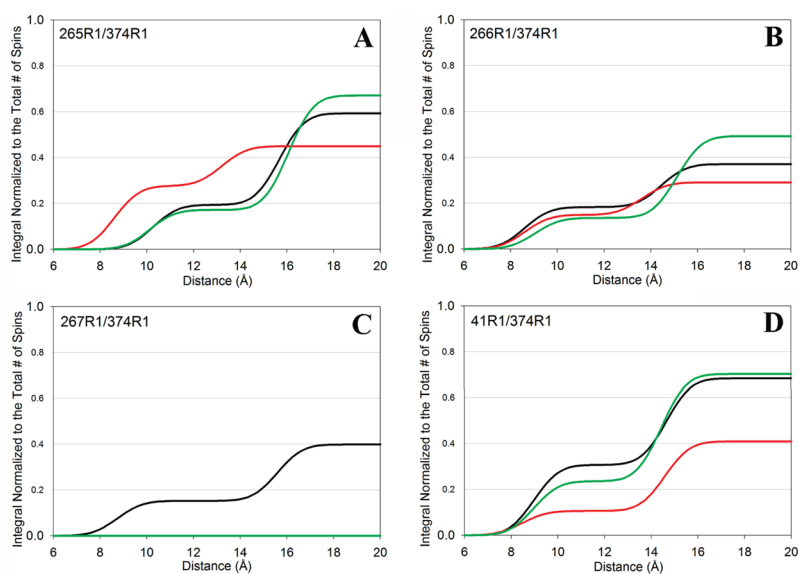 265R1/374R1 A
Integral Normalized to the Total # of Spins
1.0
0.8
0.6
0.4
0.2
0.0
6 8 10 12 14 16 18 20
Distance (Å)
266R1/374R1 B
Integral Normalized to the Total # of Spins
1.0
0.8
0.6
0.4
0.2
0.0
6 8 10 12 14 16 18 20
Distance (Å)
267R1/374R1 C
Integral Normalized to the Total # of Spins
1.0
0.8
0.6
0.4
0.2
0.0
6 8 10 12 14 16 18 20
Distance (Å)
41R1/374R1 D
Integral Normalized to the Total # of Spins
1.0
0.8
0.6
0.4
0.2
0.0
6 8 10 12 14 16 18 20
Distance (Å)